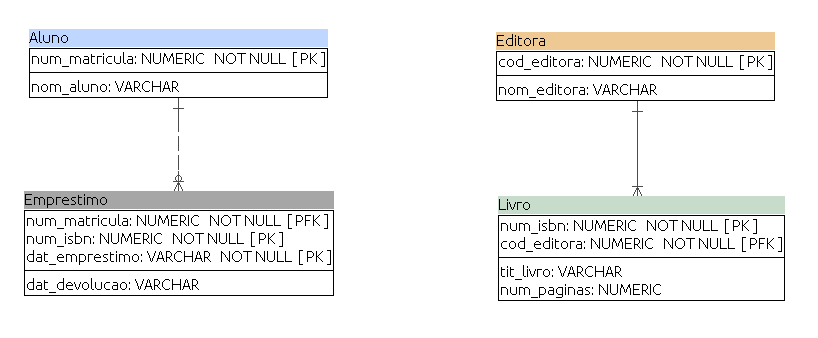 Aluno
num_matricula: NUMERIC NOT NULL [ PK ]
nom_aluno: VARCHAR
Emprestimo
num_matricula: NUMERIC NOT NULL [ PFK ]
num_isbn: NUMERIC NOT NULL [ PK ]
dat_emprestimo: VARCHAR NOT NULL [ PK ]
dat_devolucao: VARCHAR
Editora
cod_editora: NUMERIC NOT NULL [ PK ]
nom_editora: VARCHAR
Livro
num_isbn: NUMERIC NOT NULL [ PK ]
cod_editora: NUMERIC NOT NULL [ PFK ]
tit_livro: VARCHAR
num_paginas: NUMERIC